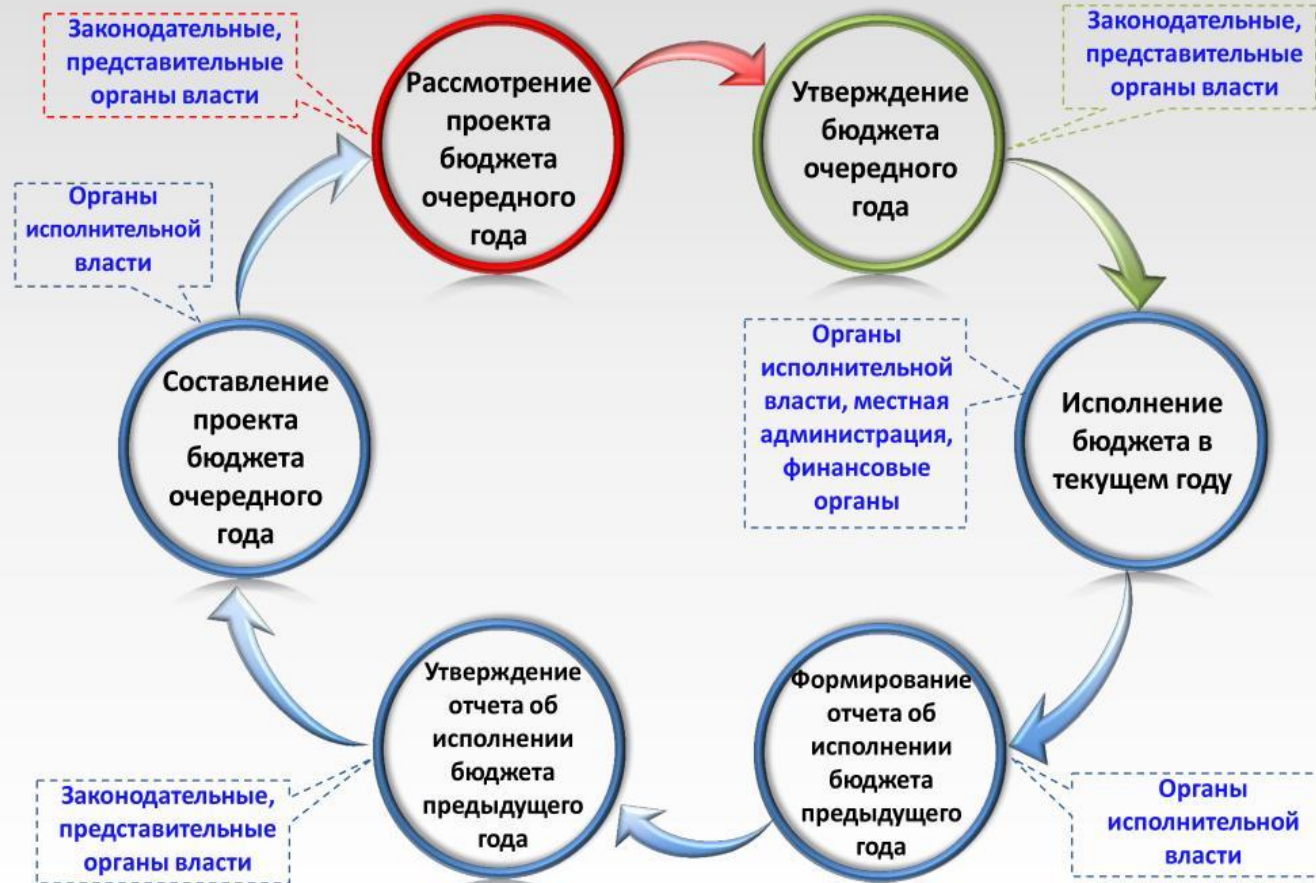 Законодательные,
представительные
органы власти
Рассмотрение
проекта
бюджета
очередного
года
Утверждение
бюджета
очередного
года
Законодательные,
представительные
органы власти
Органы
исполнительной
власти
Составление
проекта
бюджета
очередного
года
Органы
исполнительной
власти, местная
администрация,
финансовые
органы
Исполнение
бюджета в
текущем году
Утверждение
отчета об
исполнении
бюджета
предыдущего
года
Формирование
отчета об
исполнении
бюджета
предыдущего
года
Законодательные,
представительные
органы власти
Органы
исполнительной
власти